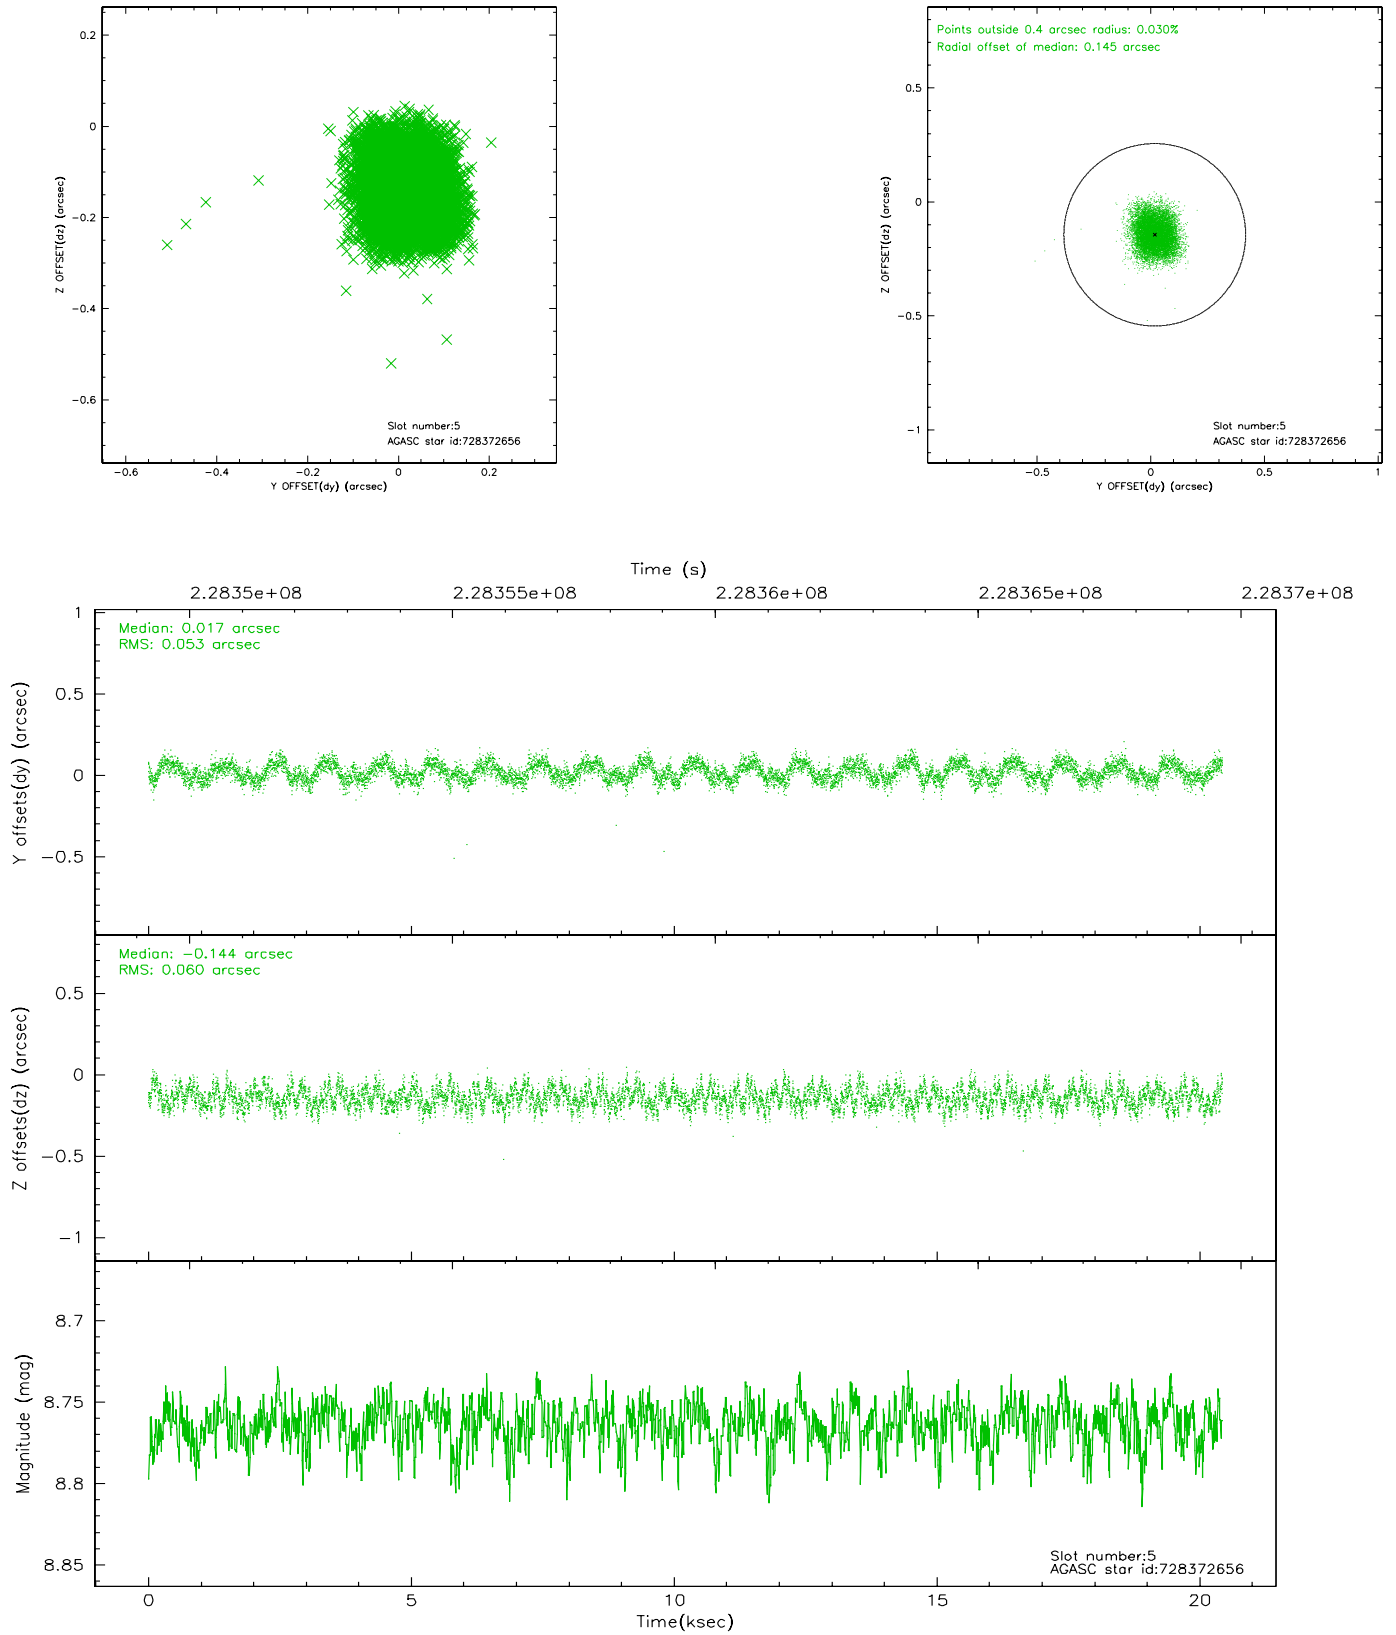 0.2
0
−0.2
−0.4
−0.6
Z OFFSET(dz) (arcsec)
Slot number:5
AGASC star id:728372656
−0.6 −0.4 −0.2 0 0.2
Y OFFSET(dy) (arcsec)
Points outside 0.4 arcsec radius: 0.030%
Radial offset of median: 0.145 arcsec
0.5
0
−0.5
−1
Z OFFSET(dz) (arcsec)
Slot number:5
AGASC star id:728372656
−0.5 0 0.5 1
Y OFFSET(dy) (arcsec)
Time (s)
2.2835e+08 2.28355e+08 2.2836e+08 2.28365e+08 2.2837e+08
Median: 0.017 arcsec
RMS: 0.053 arcsec
1
0.5
0
−0.5
Y offsets(dy) (arcsec)
Median: −0.144 arcsec
RMS: 0.060 arcsec
0.5
0
−0.5
−1
Z offsets(dz) (arcsec)
8.7
8.75
8.8
8.85
Magnitude (mag)
Slot number:5
AGASC star id:728372656
0 5 10 15 20
Time(ksec)